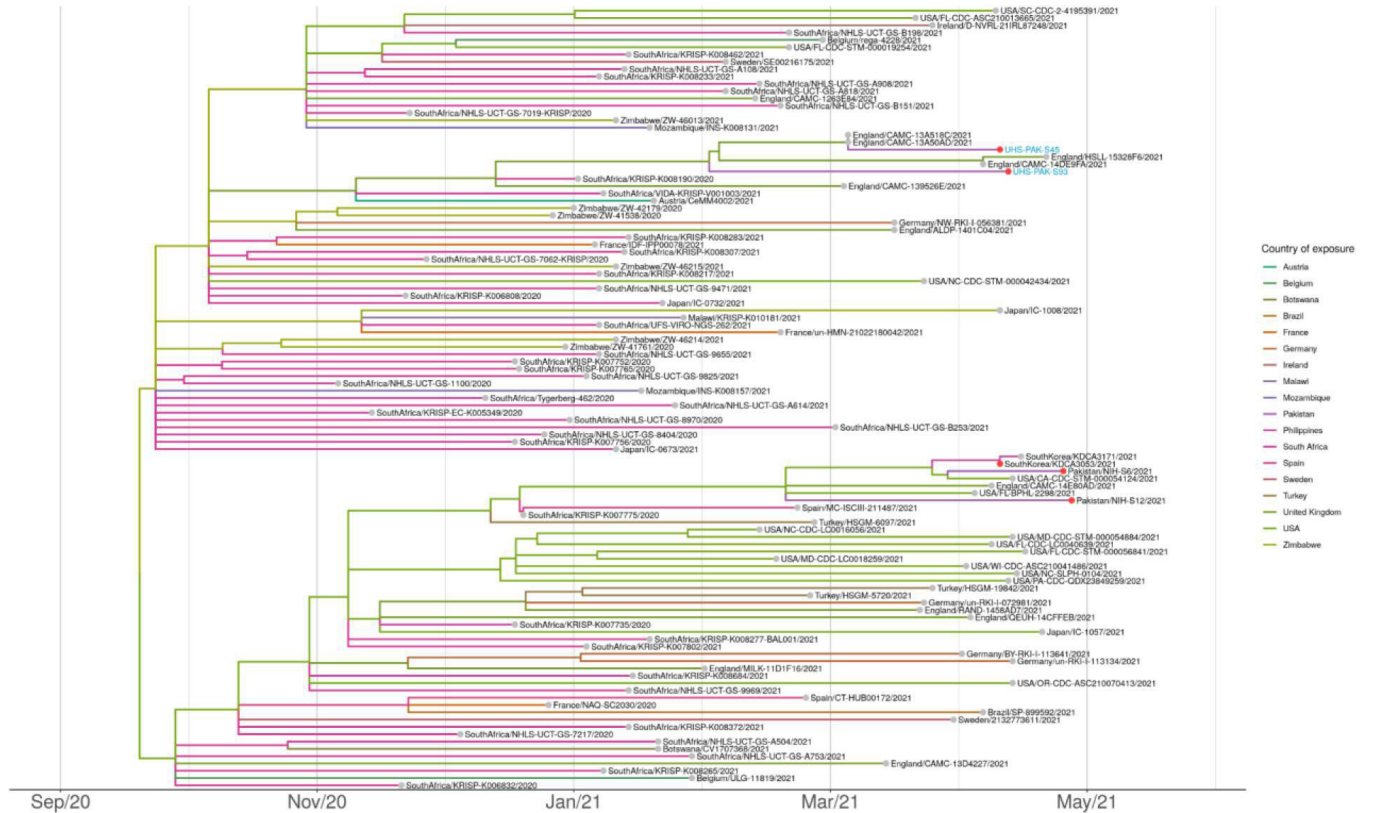 USA/SC-CDC-2-4195391/2021
USA/FL-CDC-ASC210013665/2021
Ireland/D-NVRL-21IRL87248/2021
SouthAfrica/NHLS-UCT-GS-B198/2021
Belgium/rega-4228/2021
USA/FL-CDC-STM-000019254/2021
SouthAfrica/KRISP-K008462/2021
Sweden/SE00216175/2021
SouthAfrica/NHLS-UCT-GS-A108/2021
SouthAfrica/KRISP-K008233/2021
SouthAfrica/NHLS-UCT-GS-A908/2021
SouthAfrica/NHLS-UCT-GS-A818/2021
England/CAMC-1263E84/2021
SouthAfrica/NHLS-UCT-GS-B151/2021
SouthAfrica/NHLS-UCT-GS-7019-KRISP/2020
Zimbabwe/ZW-46013/2021
Mozambique/INS-K008131/2021
England/CAMC-13A518C/2021
England/CAMC-13A50AD/2021
UHS-PAK-S45
England/HSLL-15328F6/2021
England/CAMC-14DE9FA/2021
UHS-PAK-S93
SouthAfrica/KRISP-K008190/2020
England/CAMC-139526E/2021
SouthAfrica/VIDA-KRISP-V001003/2021
Austria/CeMM4002/2021
Zimbabwe/ZW-42179/2020
Zimbabwe/ZW-41538/2020
Germany/NW-RKI-I-056381/2021
England/ALDP-1401C04/2021
SouthAfrica/KRISP-K008283/2021
France/IDF-IPP00078/2021
SouthAfrica/KRISP-K008307/2021
SouthAfrica/NHLS-UCT-GS-7062-KRISP/2020
Zimbabwe/ZW-46215/2021
SouthAfrica/KRISP-K008217/2021
USA/NC-CDC-STM-000042434/2021
SouthAfrica/NHLS-UCT-GS-9471/2021
SouthAfrica/KRISP-K006808/2020
Japan/IC-0732/2021
Japan/IC-1008/2021
Malawi/KRISP-K010181/2021
SouthAfrica/UFS-VIRO-NGS-262/2021
France/un-HMN-21022180042/2021
Zimbabwe/ZW-46214/2021
Zimbabwe/ZW-41761/2020
SouthAfrica/NHLS-UCT-GS-9655/2021
SouthAfrica/KRISP-K007752/2020
SouthAfrica/KRISP-K007765/2020
SouthAfrica/NHLS-UCT-GS-9825/2021
SouthAfrica/NHLS-UCT-GS-1100/2020
Mozambique/INS-K008157/2021
SouthAfrica/Tygerberg-462/2020
SouthAfrica/NHLS-UCT-GS-A614/2021
SouthAfrica/KRISP-EC-K005349/2020
SouthAfrica/NHLS-UCT-GS-8970/2020
SouthAfrica/NHLS-UCT-GS-B253/2021
SouthAfrica/NHLS-UCT-GS-8404/2020
SouthAfrica/KRISP-K007756/2020
Japan/IC-0673/2021
SouthKorea/KDCA3171/2021
SouthKorea/KDCA3053/2021
Pakistan/NIH-S6/2021
USA/CA-CDC-STM-000054124/2021
England/CAMC-14E80AD/2021
USA/FL-BPHL-2298/2021
Pakistan/NIH-S12/2021
Spain/MC-ISCIII-211487/2021
SouthAfrica/KRISP-K007775/2020
Turkey/HSGM-6097/2021
USA/NC-CDC-LC0016056/2021
USA/MD-CDC-STM-000054884/2021
USA/FL-CDC-LC0040639/2021
USA/FL-CDC-STM-000056841/2021
USA/MD-CDC-LC0018259/2021
USA/WI-CDC-ASC210041486/2021
USA/NC-SLPH-0104/2021
USA/PA-CDC-QDX23849259/2021
Turkey/HSGM-19842/2021
Turkey/HSGM-5720/2021
Germany/un-RKI-I-072981/2021
England/RAND-1458AD7/2021
England/QEUH-14CFFEB/2021
SouthAfrica/KRISP-K007735/2020
Japan/IC-1057/2021
SouthAfrica/KRISP-K008277-BAL001/2021
SouthAfrica/KRISP-K007802/2021
Germany/BY-RKI-I-113641/2021
Germany/un-RKI-I-113134/2021
England/MILK-11D1F16/2021
SouthAfrica/KRISP-K008684/2021
USA/OR-CDC-ASC210070413/2021
SouthAfrica/NHLS-UCT-GS-9969/2021
Spain/CT-HUB00172/2021
France/NAQ-SC2030/2020
Brazil/SP-899592/2021
Sweden/2132773611/2021
SouthAfrica/KRISP-K008372/2021
SouthAfrica/NHLS-UCT-GS-7217/2020
SouthAfrica/NHLS-UCT-GS-A504/2021
Botswana/CV1707368/2021
SouthAfrica/NHLS-UCT-GS-A753/2021
England/CAMC-13D4227/2021
SouthAfrica/KRISP-K008265/2021
Belgium/ULG-11819/2021
SouthAfrica/KRISP-K006832/2020
Sep/20 Nov/20 Jan/21 Mar/21 May/21
Country of exposure
Austria
Belgium
Botswana
Brazil
France
Germany
Ireland
Malawi
Mozambique
Pakistan
Philippines
South Africa
Spain
Sweden
Turkey
United Kingdom
USA
Zimbabwe